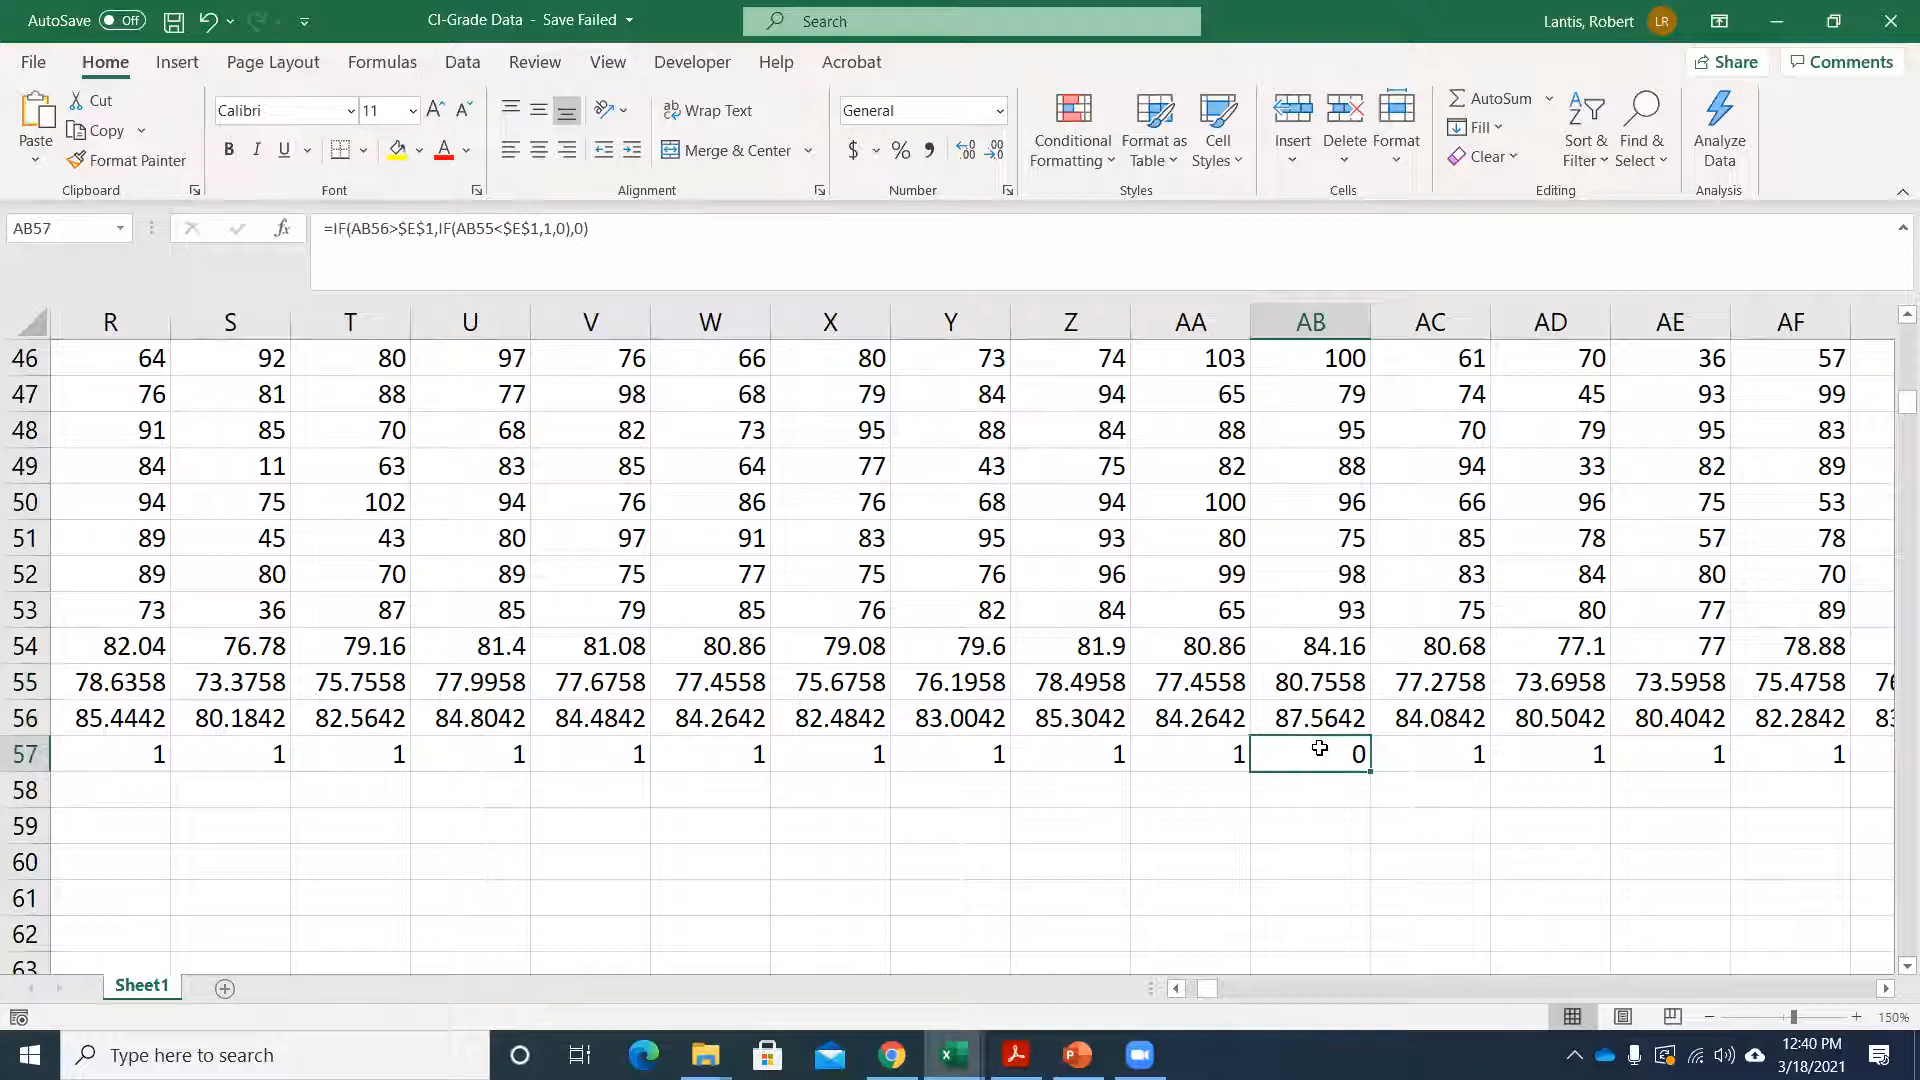 AutoSave Off CI-Grade Data - Save Failed Search Lantis, Robert LR
File Home Insert Page Layout Formulas Data Review View Developer Help Acrobat Share Comments
Paste Cut Copy Format Painter Clipboard
Calibri 11 A A B I U A Font
ab Wrap Text Merge & Center Alignment
General $ % 9 Number
Conditional Formatting Format as Table Cell Styles Styles
Insert Delete Format Cells
AutoSum Fill Clear Sort & Filter Find & Select Editing
Analyze Data Analysis
AB57 fx =IF(AB56>$E$1,IF(AB55<$E$1,1,0),0)
R S T U V W X Y Z AA AB AC AD AE AF
46 64 92 80 97 76 66 80 73 74 103 100 61 70 36 57
47 76 81 88 77 98 68 79 84 94 65 79 74 45 93 99
48 91 85 70 68 82 73 95 88 84 88 95 70 79 95 83
49 84 11 63 83 85 64 77 43 75 82 88 94 33 82 89
50 94 75 102 94 76 86 76 68 94 100 96 66 96 75 53
51 89 45 43 80 97 91 83 95 93 80 75 85 78 57 78
52 89 80 70 89 75 77 75 76 96 99 98 83 84 80 70
53 73 36 87 85 79 85 76 82 84 65 93 75 80 77 89
54 82.04 76.78 79.16 81.4 81.08 80.86 79.08 79.6 81.9 80.86 84.16 80.68 77.1 77 78.88
55 78.6358 73.3758 75.7558 77.9958 77.6758 77.4558 75.6758 76.1958 78.4958 77.4558 80.7558 77.2758 73.6958 73.5958 75.4758
56 85.4442 80.1842 82.5642 84.8042 84.4842 84.2642 82.4842 83.0042 85.3042 84.2642 87.5642 84.0842 80.5042 80.4042 82.2842
57 1 1 1 1 1 1 1 1 1 1 0 1 1 1 1
58
59
60
61
62
63
Sheet1
150%
Type here to search 12:40 PM
3/18/2021